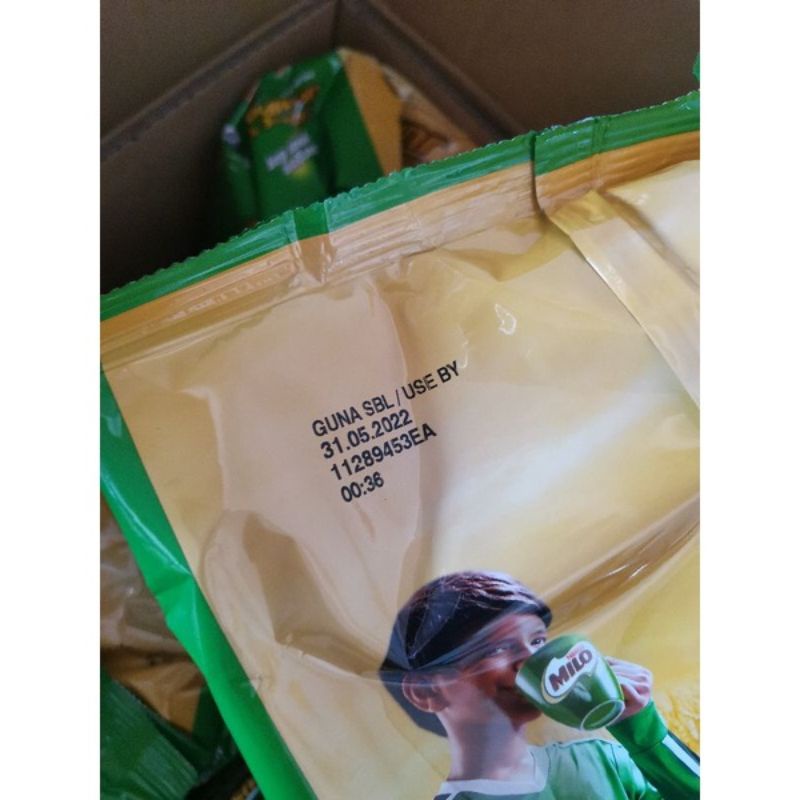 GUNA SBL / USE BY
31.05.2022
11289453EA
00:36
MILO